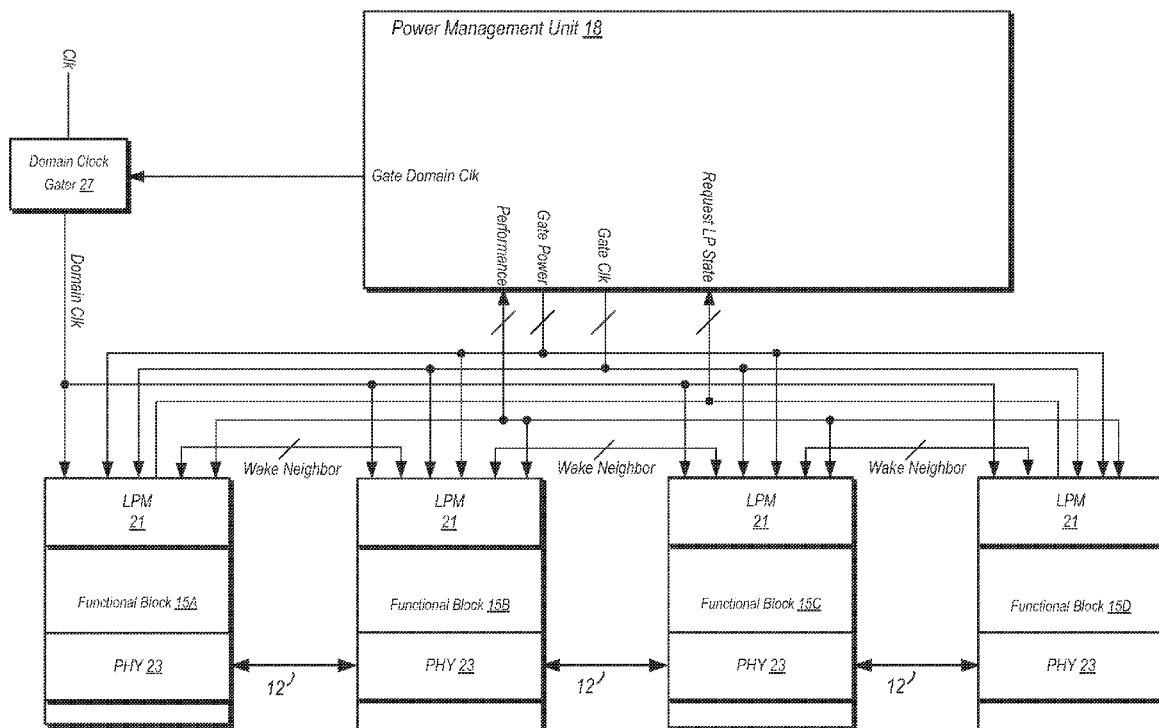 Power Management Unit 18
Clk
Domain Clock
Gater 27
Gate Domain Clk
Performance
Gate Power
Gate Clk
Request LP State
Domain Clk
Wake Neighbor
Wake Neighbor
Wake Neighbor
LPM
21
LPM
21
LPM
21
LPM
21
Functional Block 15A
Functional Block 15B
Functional Block 15C
Functional Block 15D
PHY 23
PHY 23
PHY 23
PHY 23
12
12
12